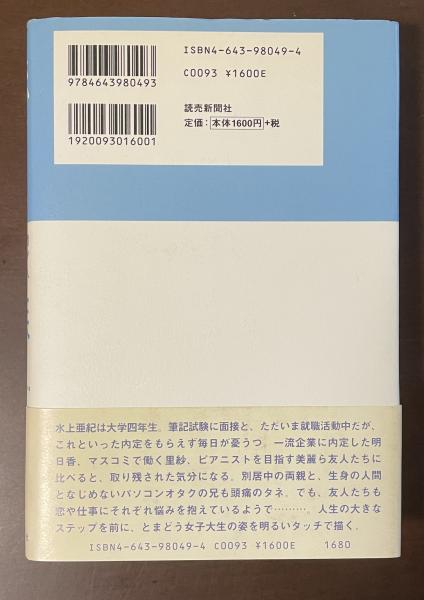 ISBN4-643-98049-4
9784643980493
C0093 ¥1600E
読売新聞社
定価：本体1600円+税
1920093016001
水上亜紀は大学四年生。筆記試験に面接と、ただいま就職活動中だが、
これといった内定をもらえず毎日が憂うつ。一流企業に内定した明
日香、マスコミで働く里紗、ピアニストを目指す美麗ら友人たちに
比べると、取り残された気分になる。別居中の両親と、生身の人間
となじめないパソコンオタクの兄も頭痛のタネ。でも、友人たちも
恋や仕事にそれぞれ悩みを抱えているようで………。人生の大きな
ステップを前に、とまどう女子大生の姿を明るいタッチで描く。
ISBN4-643-98049-4 C0093 ¥1600E 1680